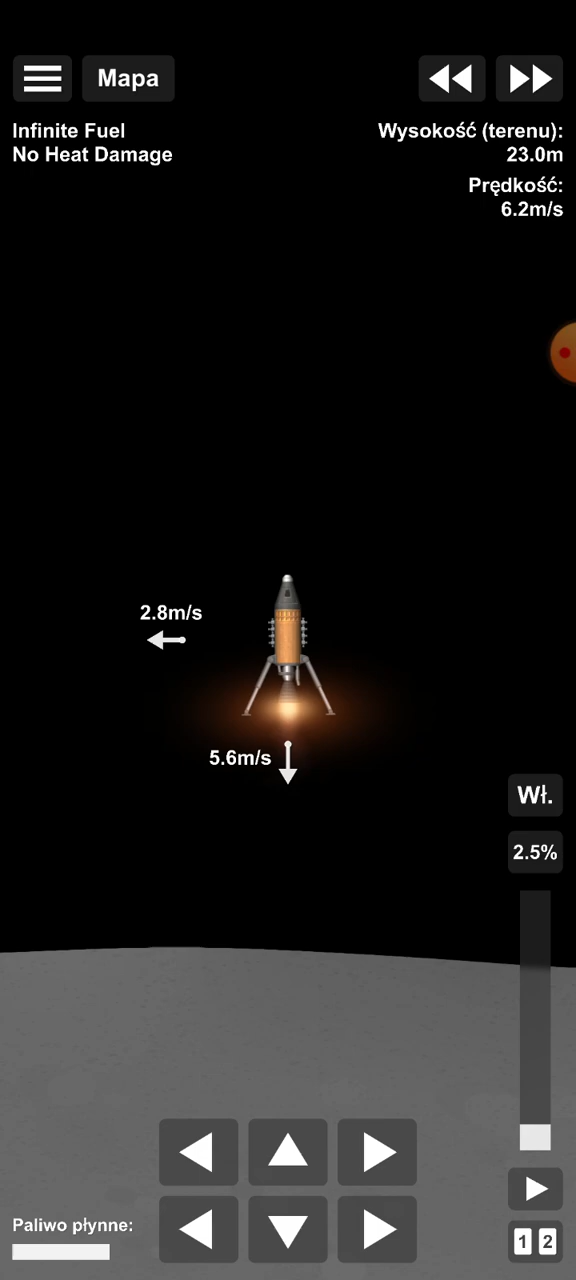 Mapa
Infinite Fuel
No Heat Damage
Wysokość (terenu):
23.0m
Prędkość:
6.2m/s
2.8m/s
5.6m/s
Wł.
2.5%
Paliwo płynne:
1 2